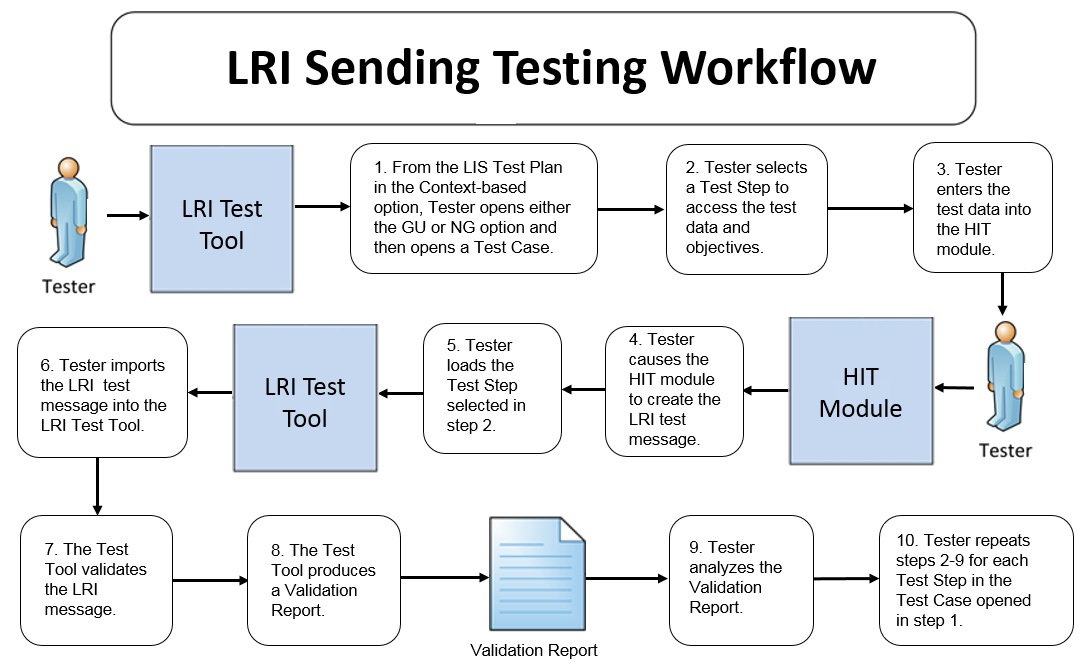 LRI Sending Testing Workflow
Tester
LRI Test
Tool
1. From the LIS Test Plan
in the Context-based
option, Tester opens either
the GU or NG option and
then opens a Test Case.
2. Tester selects
a Test Step to
access the test
data and
objectives.
3. Tester
enters the
test data into
the HIT
module.
Tester
HIT
Module
4. Tester
causes the
HIT module
to create the
LRI test
message.
5. Tester
loads the
Test Step
selected in
step 2.
LRI Test
Tool
6. Tester imports
the LRI test
message into the
LRI Test Tool.
7. The Test
Tool validates
the LRI
message.
8. The Test
Tool produces
a Validation
Report.
Validation Report
9. Tester
analyzes the
Validation
Report.
10. Tester repeats
steps 2-9 for each
Test Step in the
Test Case opened
in step 1.